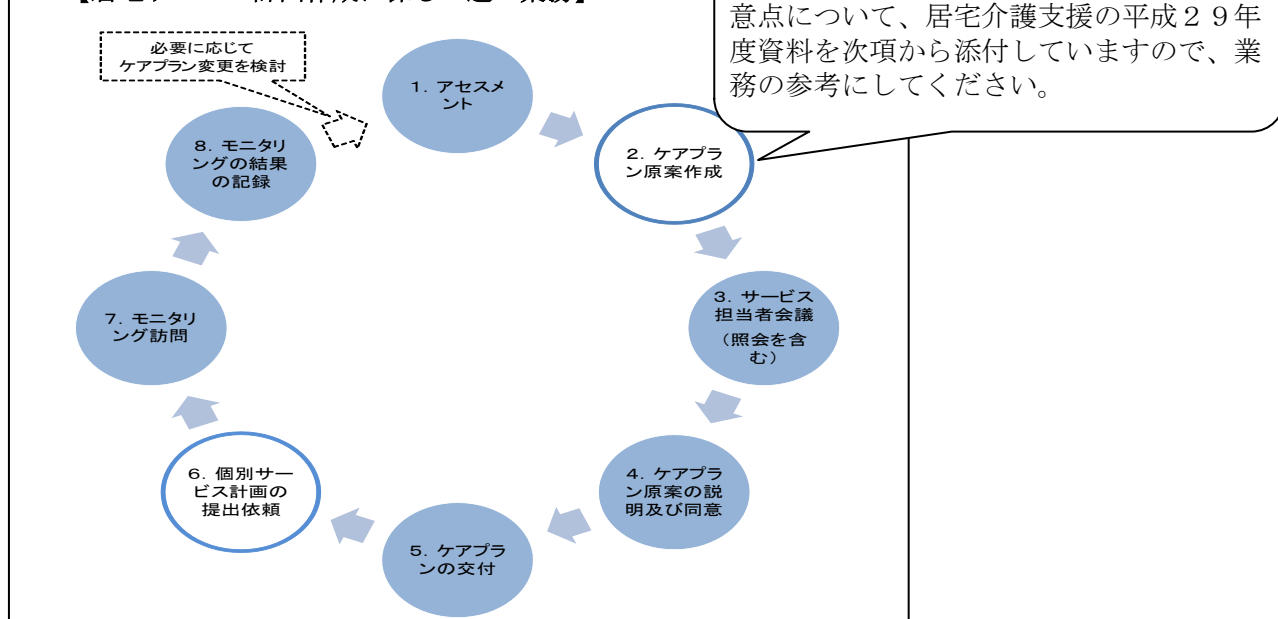 意点について、居宅介護支援の平成２９年
度資料を次項から添付していますので、業
務の参考にしてください。
必要に応じて
ケアプラン変更を検討
１．アセスメ
ント
２．ケアプラ
ン原案作成
３．サービス
担当者会議
（照会を含
む）
４．ケアプラ
ン原案の説
明及び同意
５．ケアプラ
ンの交付
６．個別サー
ビス計画の
提出依頼
７．モニタリ
ング訪問
８．モニタリ
ングの結果
の記録